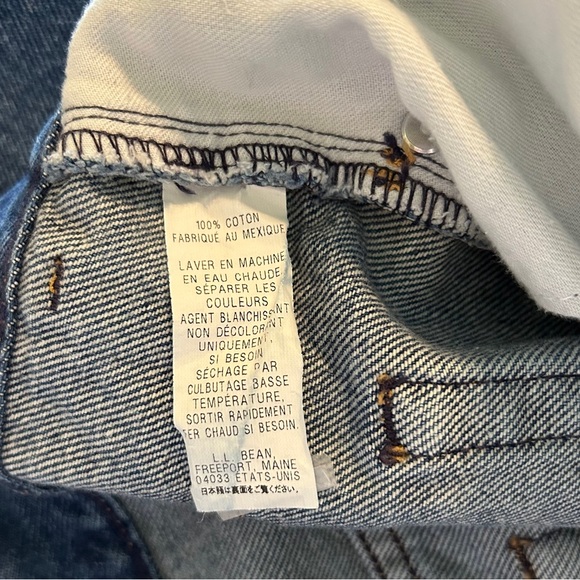 100% COTON
FABRIQUÉ AU MEXIQUE
LAVER EN MACHINE
EN EAU CHAUDE
SÉPARER LES
COULEURS
AGENT BLANCHISSANT
NON DÉCOLORANT
UNIQUEMENT,
SI BESOIN
SÉCHAGE PAR
CULBUTAGE BASSE
TEMPÉRATURE,
SORTIR RAPIDEMENT
FER CHAUD SI BESOIN.
L.L. BEAN,
FREEPORT, MAINE
04033 ÉTATS-UNIS
日本語は裏面をご覧ください。